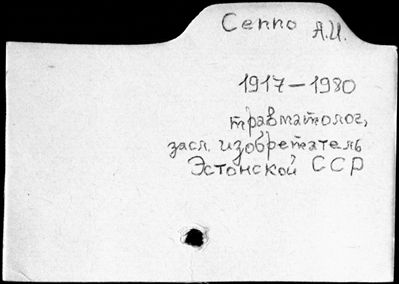 Сеппо А.И.
1917–1980
травматолог,
засл. изобретатель
Эстонской ССР